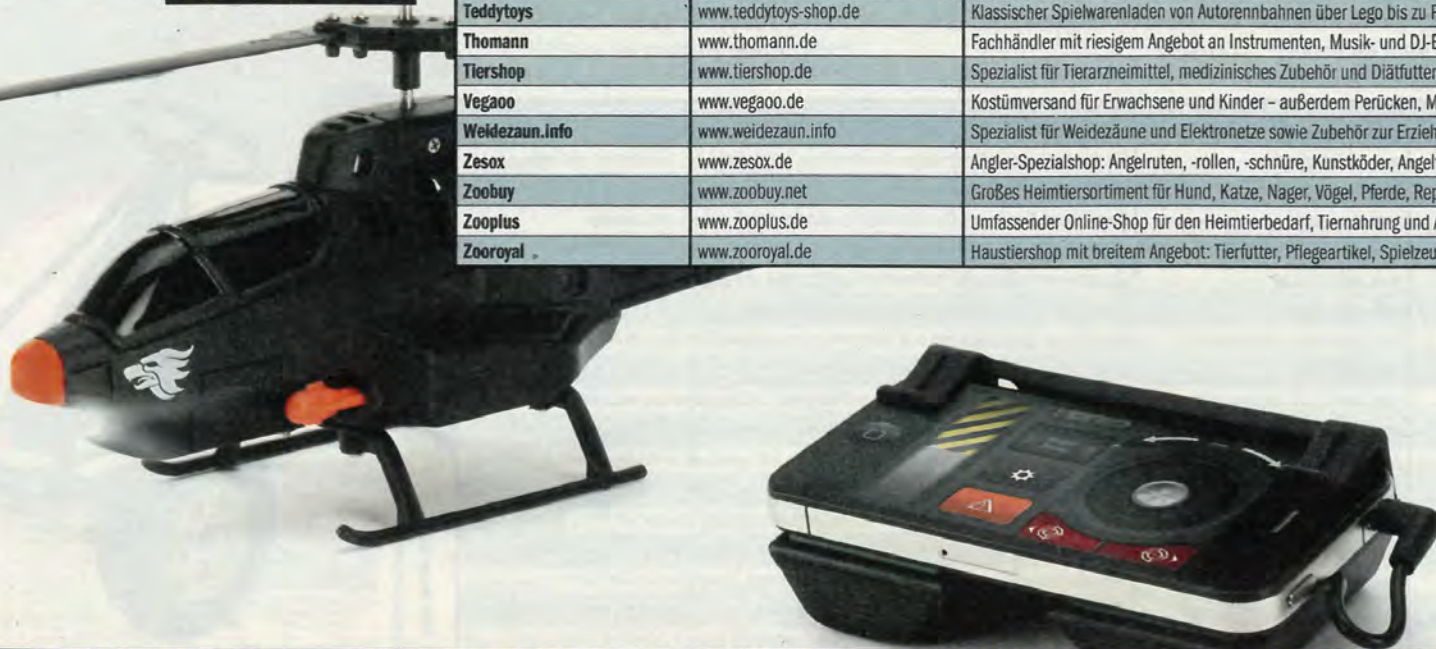 Teddytoys www.teddytoys-shop.de Klassischer Spielwarenladen von Autorennbahnen über Lego bis zu
Thomann www.thomann.de Fachhändler mit riesigem Angebot an Instrumenten, Musik- und DJ-
Tiershop www.tiershop.de Spezialist für Tierarzneimittel, medizinisches Zubehör und Diätfutter
Vegaoo www.vegaoo.de Kostümversand für Erwachsene und Kinder – außerdem Perücken,
Weidezaun.info www.weidezaun.info Spezialist für Weidezäune und Elektronetze sowie Zubehör zur
Zesox www.zesox.de Angler-Spezialshop: Angelruten, -rollen, -schnüre, Kunstköder,
Zoobuy www.zoobuy.net Großes Heimtiersortiment für Hund, Katze, Nager, Vögel, Pferde,
Zooplus www.zooplus.de Umfassender Online-Shop für den Heimtierbedarf, Tiernahrung und
Zooroyal www.zooroyal.de Haustiershop mit breitem Angebot: Tierfutter, Pflegeartikel,